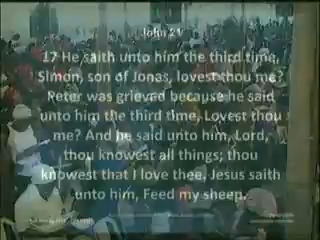 John 21
17 He saith unto him the third time,
Simon, son of Jonas, lovest thou me?
Peter was grieved because he said
unto him the third time, Lovest thou
me? And he said unto him, Lord,
thou knowest all things; thou
knowest that I love thee, Jesus saith
unto him, Feed my sheep.